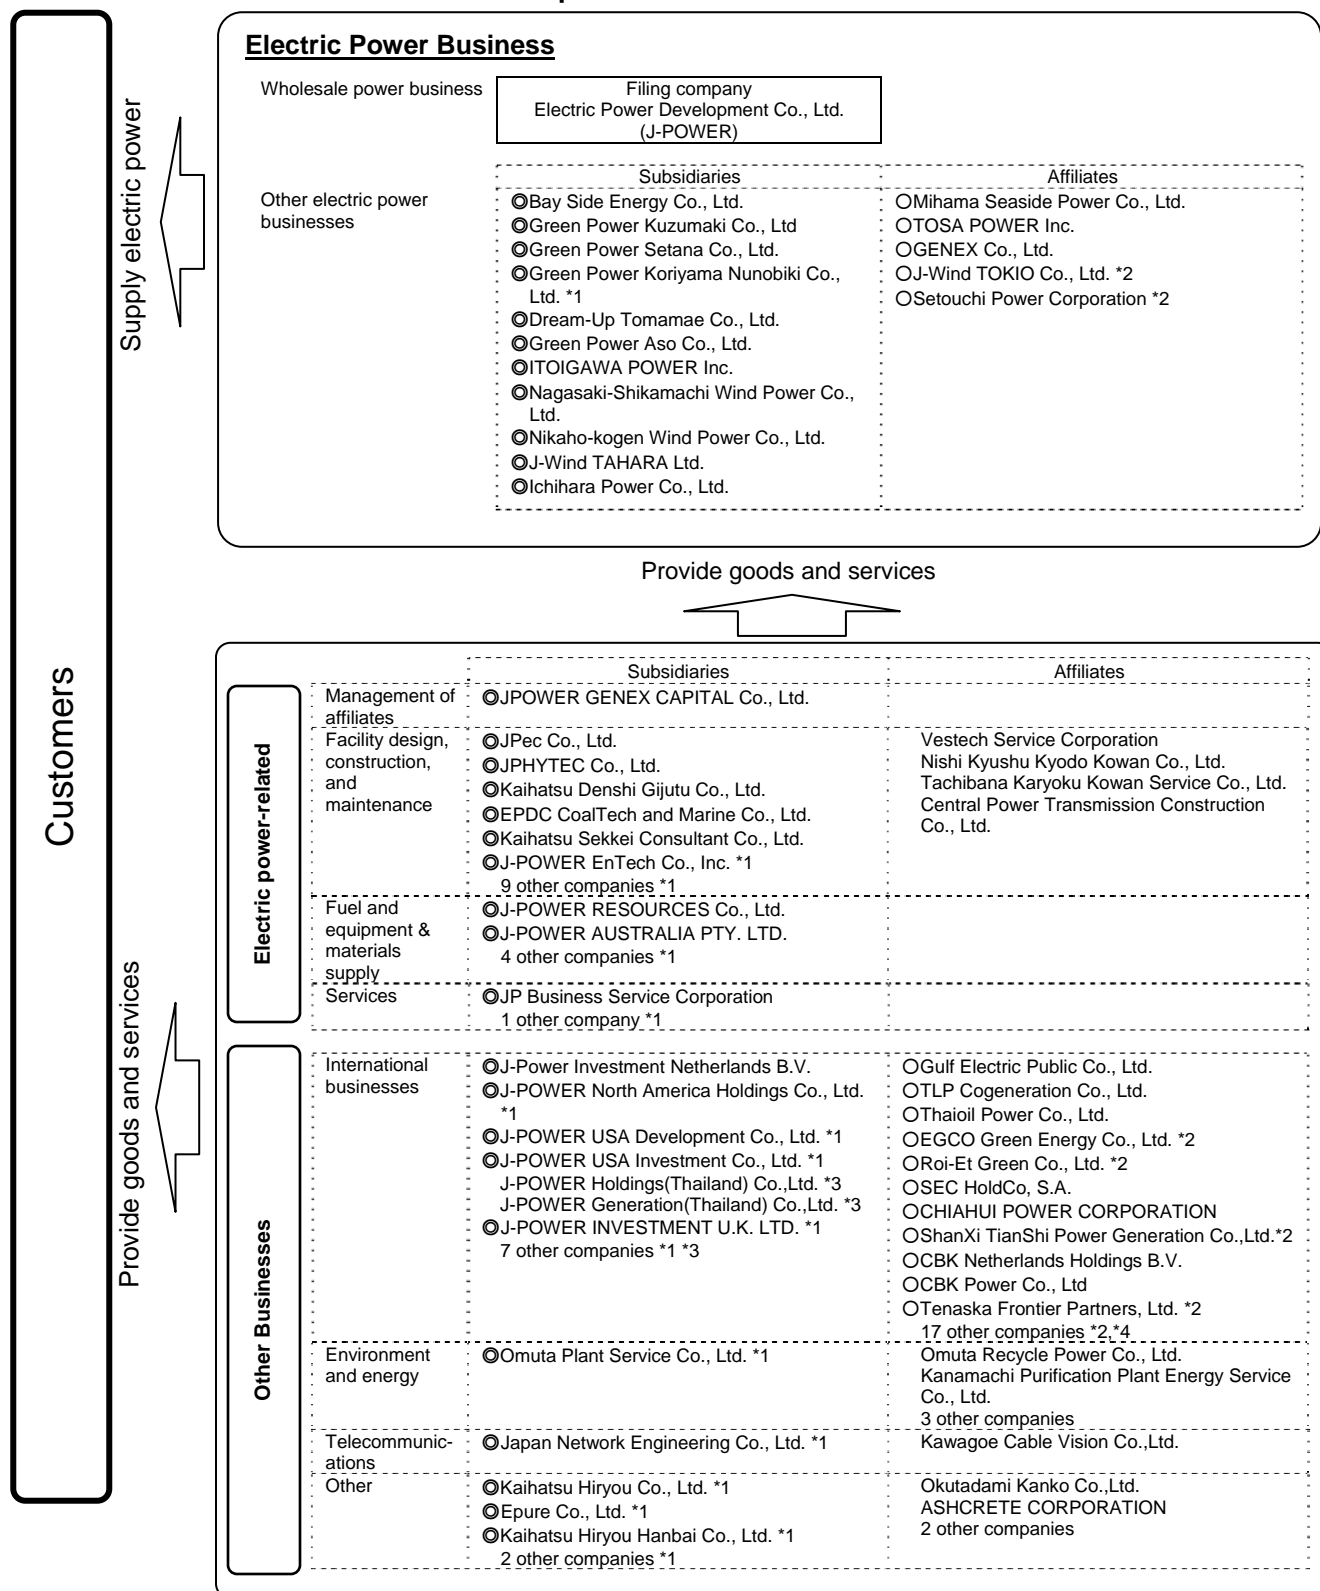 Electric Power Business
Wholesale power business
Filing company
Electric Power Development Co., Ltd.
(J-POWER)
Supply electric power
Subsidiaries
Affiliates
Other electric power
businesses
◎Bay Side Energy Co., Ltd.
◎Green Power Kuzumaki Co., Ltd
◎Green Power Setana Co., Ltd.
◎Green Power Koriyama Nunobiki Co.,
Ltd. *1
◎Dream-Up Tomamae Co., Ltd.
◎Green Power Aso Co., Ltd.
◎ITOIGAWA POWER Inc.
◎Nagasaki-Shikamachi Wind Power Co.,
Ltd.
◎Nikaho-kogen Wind Power Co., Ltd.
◎J-Wind TAHARA Ltd.
◎Ichihara Power Co., Ltd.
○Mihama Seaside Power Co., Ltd.
○TOSA POWER Inc.
○GENEX Co., Ltd.
○J-Wind TOKIO Co., Ltd. *2
○Setouchi Power Corporation *2
Provide goods and services
Customers
Provide goods and services
Subsidiaries
Affiliates
Electric power-related
Management of
affiliates
◎JPOWER GENEX CAPITAL Co., Ltd.
Facility design,
construction,
and
maintenance
◎JPec Co., Ltd.
◎JPHYTEC Co., Ltd.
◎Kaihatsu Denshi Gijutu Co., Ltd.
◎EPDC CoalTech and Marine Co., Ltd.
◎Kaihatsu Sekkei Consultant Co., Ltd.
◎J-POWER EnTech Co., Inc. *1
9 other companies *1
Vestech Service Corporation
Nishi Kyushu Kyodo Kowan Co., Ltd.
Tachibana Karyoku Kowan Service Co., Ltd.
Central Power Transmission Construction
Co., Ltd.
Fuel and
equipment &
materials
supply
◎J-POWER RESOURCES Co., Ltd.
◎J-POWER AUSTRALIA PTY. LTD.
4 other companies *1
Services
◎JP Business Service Corporation
1 other company *1
Other Businesses
International
businesses
◎J-Power Investment Netherlands B.V.
◎J-POWER North America Holdings Co., Ltd.
*1
◎J-POWER USA Development Co., Ltd. *1
◎J-POWER USA Investment Co., Ltd. *1
J-POWER Holdings(Thailand) Co.,Ltd. *3
J-POWER Generation(Thailand) Co.,Ltd. *3
◎J-POWER INVESTMENT U.K. LTD. *1
7 other companies *1 *3
○Gulf Electric Public Co., Ltd.
○TLP Cogeneration Co., Ltd.
○Thaioil Power Co., Ltd.
○EGCO Green Energy Co., Ltd. *2
○Roi-Et Green Co., Ltd. *2
○SEC HoldCo, S.A.
○CHIAHUI POWER CORPORATION
○ShanXi TianShi Power Generation Co.,Ltd.*2
○CBK Netherlands Holdings B.V.
○CBK Power Co., Ltd
○Tenaska Frontier Partners, Ltd. *2
17 other companies *2,*4
Environment
and energy
◎Omuta Plant Service Co., Ltd. *1
Omuta Recycle Power Co., Ltd.
Kanamachi Purification Plant Energy Service
Co., Ltd.
3 other companies
Telecommunic-
ations
◎Japan Network Engineering Co., Ltd. *1
Kawagoe Cable Vision Co.,Ltd.
Other
◎Kaihatsu Hiryou Co., Ltd. *1
◎Epure Co., Ltd. *1
◎Kaihatsu Hiryou Hanbai Co., Ltd. *1
2 other companies *1
Okutadami Kanko Co.,Ltd.
ASHCRETE CORPORATION
2 other companies